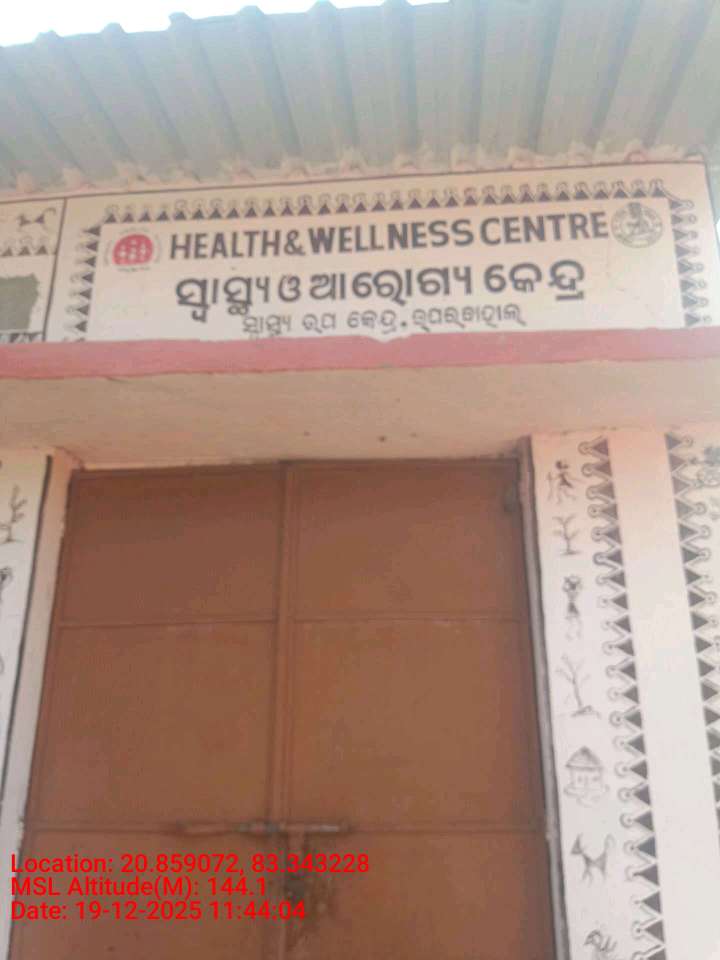 HEALTH & WELLNESS CENTRE
ସ୍ୱାସ୍ଥ୍ୟ ଓ ଆରୋଗ୍ୟ କେନ୍ଦ୍ର
ସ୍ୱାସ୍ଥ୍ୟ ଉପ କେନ୍ଦ୍ର,
Location: 20.859072, 83.343228
MSL Altitude(M): 144.1
Date: 19-12-2025 11:44:04